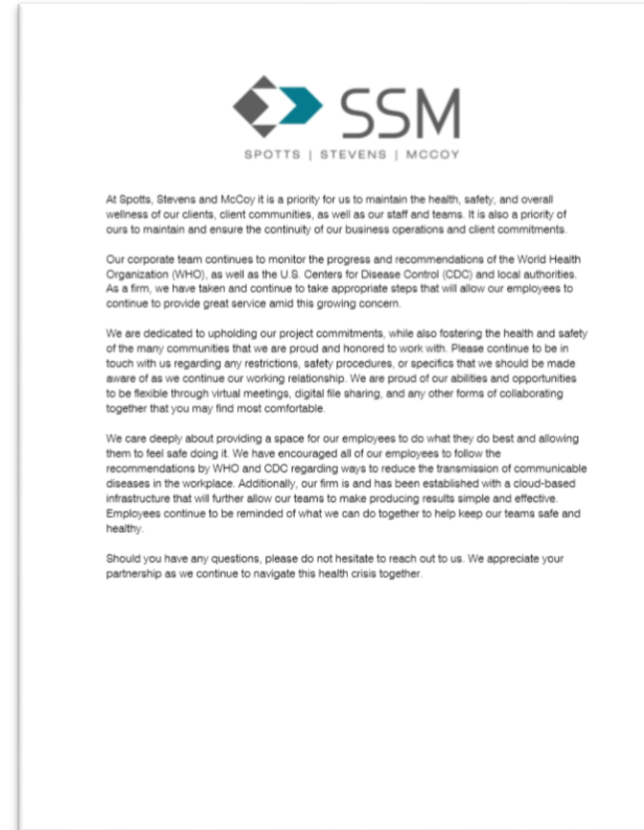 SSM
SPOTTS | STEVENS | MCCOY
At Spotts, Stevens and McCoy it is a priority for us to maintain the health, safety, and overall
wellness of our clients, client communities, as well as our staff and teams. It is also a priority of
ours to maintain and ensure the continuity of our business operations and client commitments.
Our corporate team continues to monitor the progress and recommendations of the World Health
Organization (WHO), as well as the U.S. Centers for Disease Control (CDC) and local authorities.
As a firm, we have taken and continue to take appropriate steps that will allow our employees to
continue to provide great service amid this growing concern.
We are dedicated to upholding our project commitments, while also fostering the health and safety
of the many communities that we are proud and honored to work with. Please continue to be in
touch with us regarding any restrictions, safety procedures, or specifics that we should be made
aware of as we continue our working relationship. We are proud of our abilities and opportunities
to be flexible through virtual meetings, digital file sharing, and any other forms of collaborating
together that you may find most comfortable.
We care deeply about providing a space for our employees to do what they do best and allowing
them to feel safe doing it. We have encouraged all of our employees to follow the
recommendations by WHO and CDC regarding ways to reduce the transmission of communicable
diseases in the workplace. Additionally, our firm is and has been established with a cloud-based
infrastructure that will further allow our teams to make producing results simple and effective.
Employees continue to be reminded of what we can do together to help keep our teams safe and
healthy.
Should you have any questions, please do not hesitate to reach out to us. We appreciate your
partnership as we continue to navigate this health crisis together.